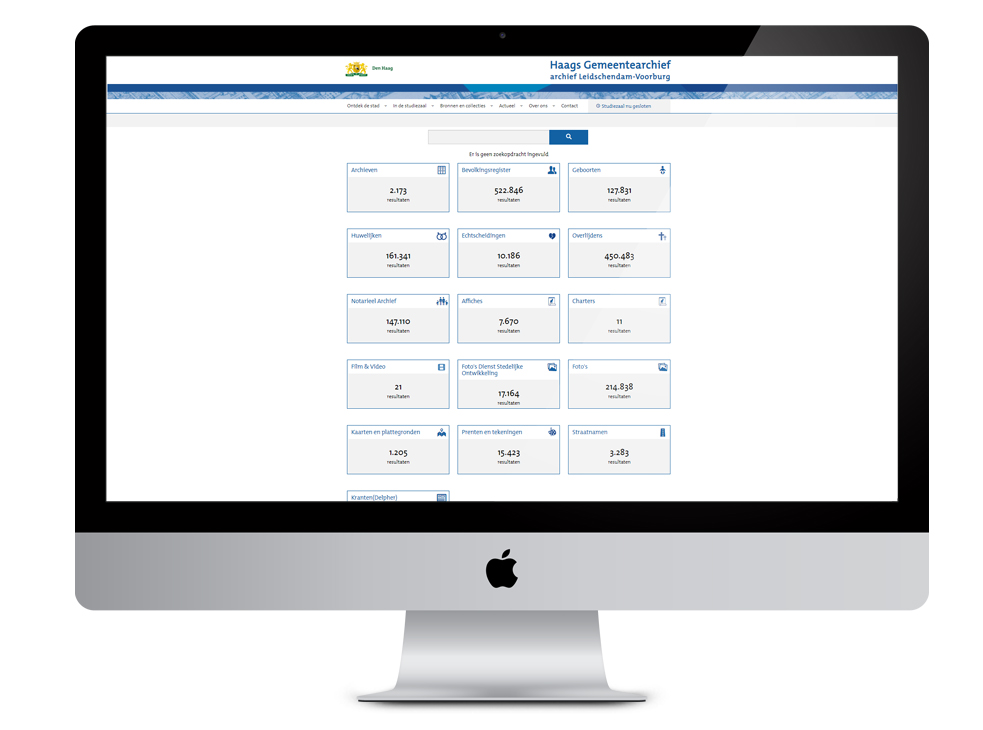 Den Haag
Haags Gemeentearchief
archief Leidschendam-Voorburg
Ontdek de stad In de studiezaal Bronnen en collecties Actueel Over ons Contact Studiezaal nu gesloten
Er is geen zoekopdracht ingevuld
Archieven Bevolkingsregister Geboorten
2.173 522.846 127.831
resultaten resultaten resultaten
Huwelijken Echtscheidingen Overlijdens
161.341 10.186 450.483
resultaten resultaten resultaten
Notarieel Archief Affiches Charters
147.110 7.670 11
resultaten resultaten resultaten
Film & Video Foto's Dienst Stedelijke Foto's
Ontwikkeling
21 17.164 214.838
resultaten resultaten resultaten
Kaarten en plattegronden Prenten en tekeningen Straatnamen
1.205 15.423 3.283
resultaten resultaten resultaten
Kranten(Delpher)